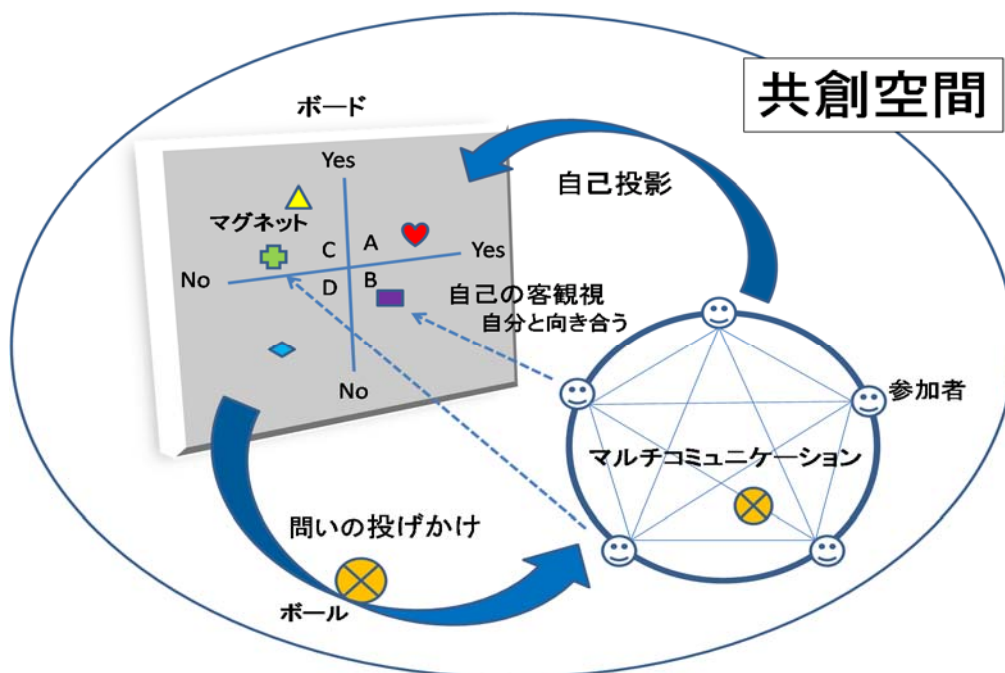 共創空間
ボード
Yes
自己投影
マグネット
C
A
Yes
No
D
B
自己の客観視
自分と向き合う
No
参加者
マルチコミュニケーション
問いの投げかけ
ボール